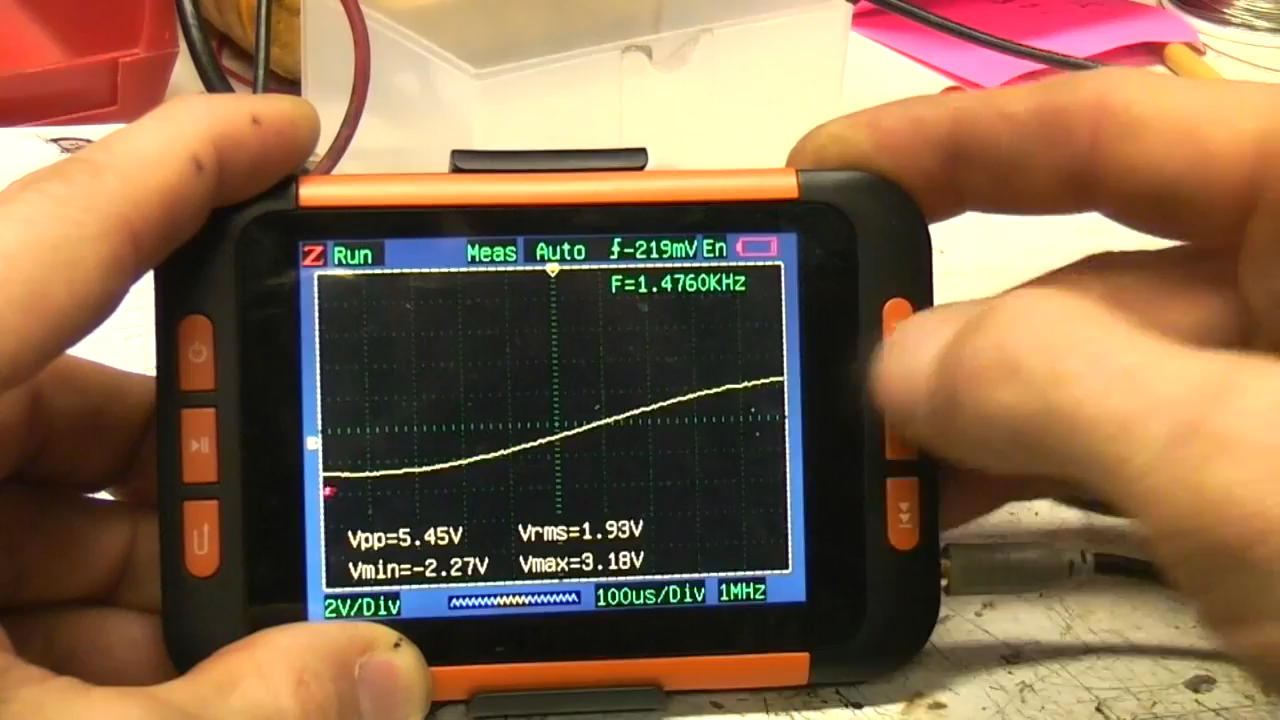 Z Run Meas Auto -219mV En
F=1.4760KHz
Vpp=5.45V Vrms=1.93V
Vmin=-2.27V Vmax=3.18V
2V/Div 100us/Div 1MHz